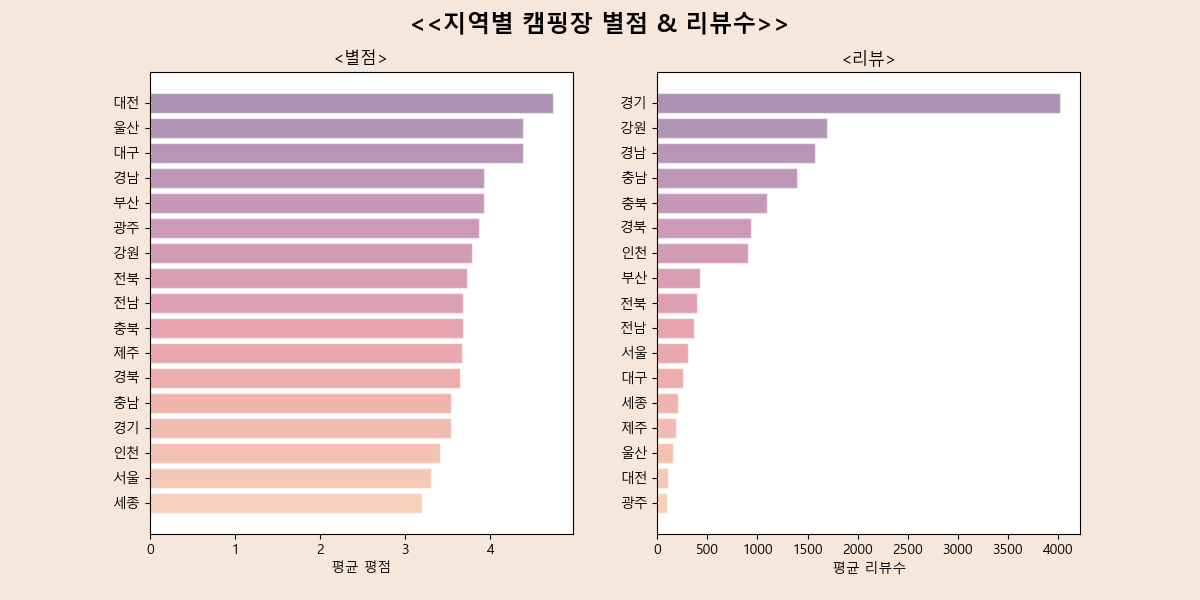 <<지역별 캠핑장 별점 & 리뷰수>>
<별점>
대전
울산
대구
경남
부산
광주
강원
전북
전남
충북
제주
경북
충남
경기
인천
서울
세종
0 1 2 3 4
평균 평점
<리뷰>
경기
강원
경남
충남
충북
경북
인천
부산
전북
전남
서울
대구
세종
제주
울산
대전
광주
0 500 1000 1500 2000 2500 3000 3500 4000
평균 리뷰수